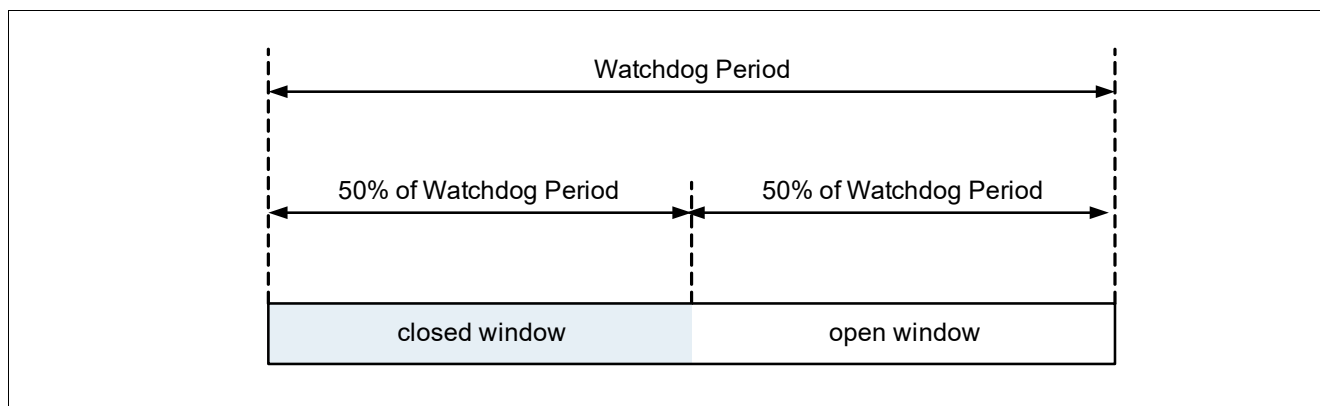 Watchdog Period
50% of Watchdog Period
50% of Watchdog Period
closed window
open window